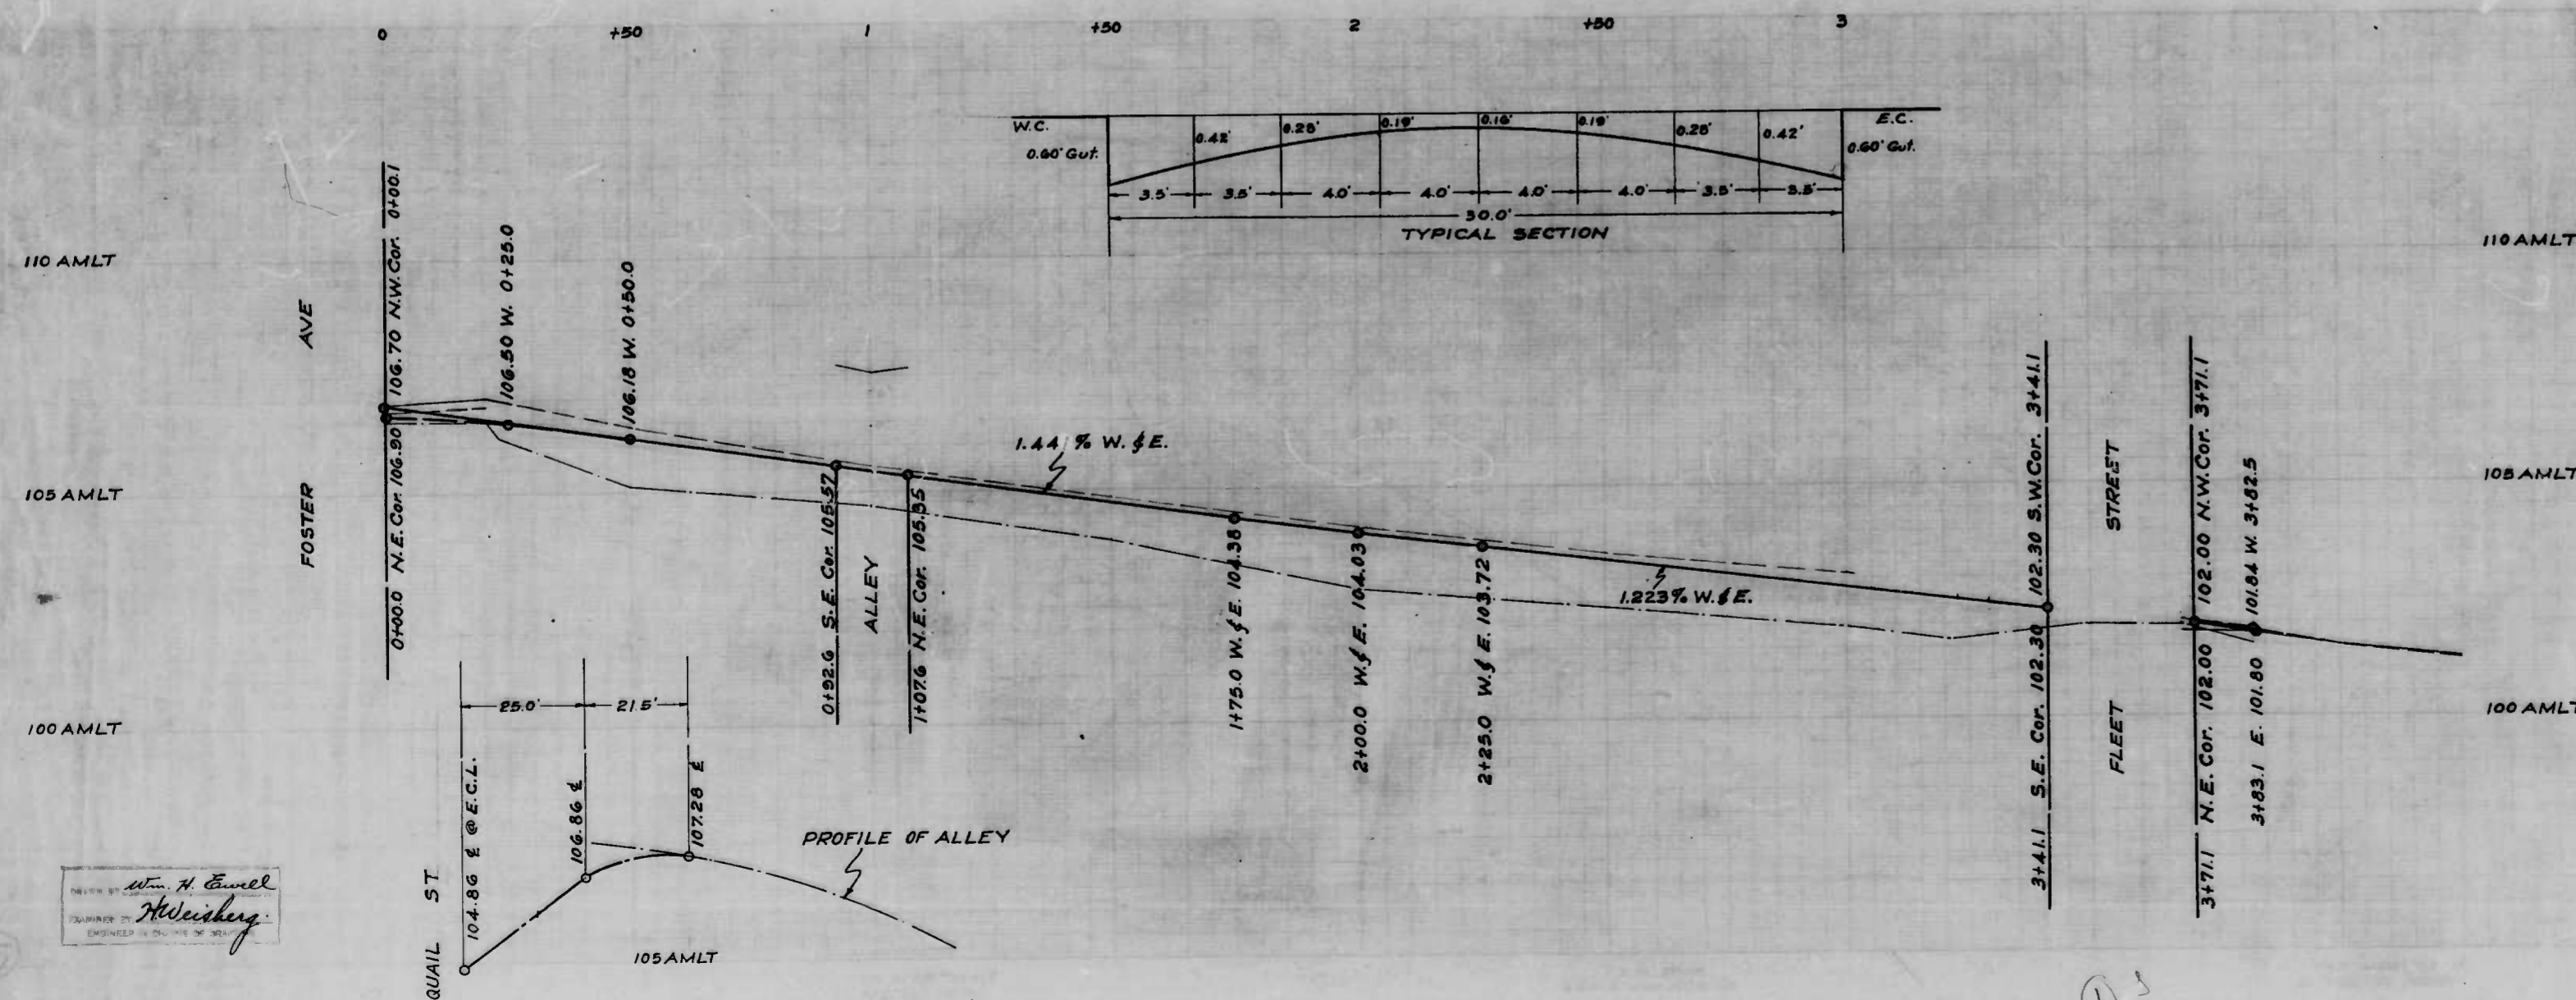 0 +50 1 +50 2 +50 3
W.C.
0.60' Gut.
0.42' 0.28' 0.19' 0.16' 0.19' 0.28' 0.42'
E.C.
0.60' Gut.
3.5' 3.5' 4.0' 4.0' 4.0' 4.0' 3.5' 3.5'
30.0'
TYPICAL SECTION
110 AMLT
110 AMLT
105 AMLT
105 AMLT
100 AMLT
100 AMLT
FOSTER AVE
106.70 N.W.Cor. 0+00.1
0+00.0 N.E.Cor. 106.90
106.50 W. 0+25.0
106.18 W. 0+50.0
0+92.6 S.E. Cor. 105.57
ALLEY
1+07.6 N.E.Cor. 105.35
1.44 % W. & E.
1+75.0 W. & E. 104.38
2+00.0 W. & E. 104.03
2+25.0 W. & E. 103.72
1.223% W. & E.
102.30 S.W.Cor. 3+41.1
3+41.1 S.E. Cor. 102.30
FLEET STREET
102.00 N.W.Cor. 3+71.1
3+71.1 N.E. Cor. 102.00
101.84 W. 3+82.5
3+83.1 E. 101.80
25.0' 21.5'
QUAIL ST
104.86 ⅊ @ E.C.L.
106.86 ⅊
107.28 ⅊
PROFILE OF ALLEY
105 AMLT
Wm. H. Ewell
EXAMINED BY H Weisberg.